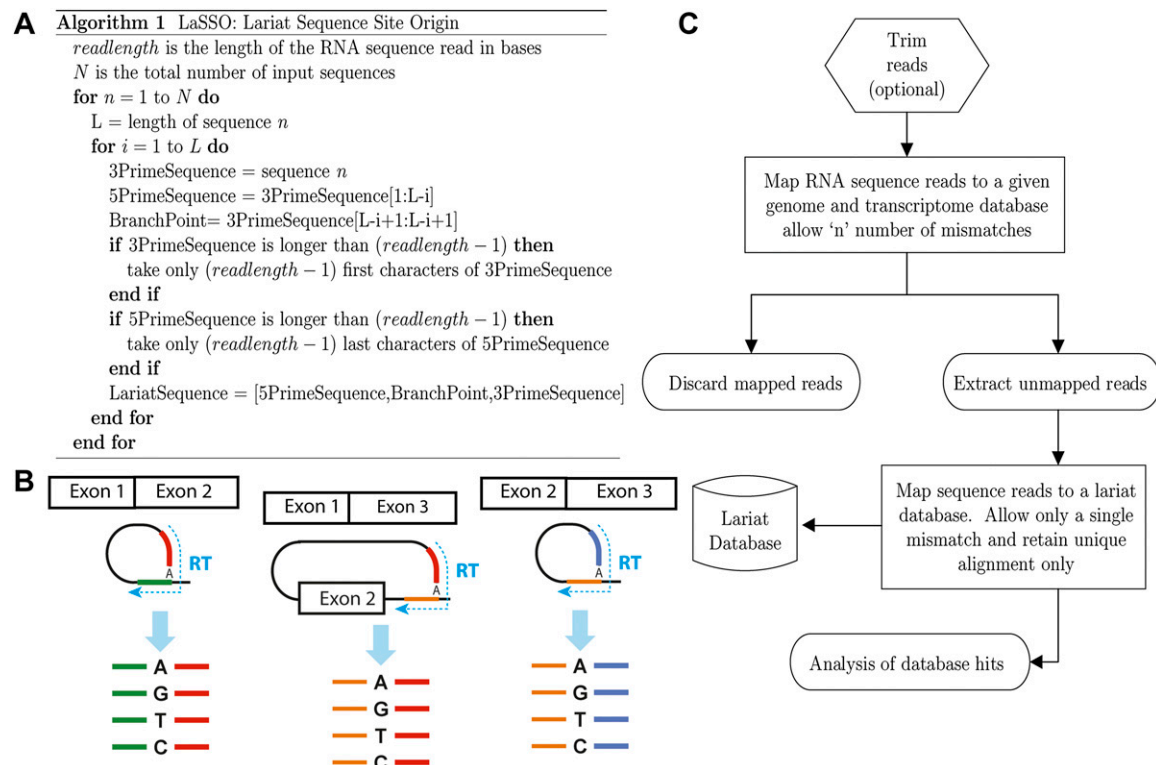 A
Algorithm 1 LaSSO: Lariat Sequence Site Origin
readlength is the length of the RNA sequence read in bases
N is the total number of input sequences
for n = 1 to N do
L = length of sequence n
for i = 1 to L do
3PrimeSequence = sequence n
5PrimeSequence = 3PrimeSequence[1:L-i]
BranchPoint= 3PrimeSequence[L-i+1:L-i+1]
if 3PrimeSequence is longer than (readlength − 1) then
take only (readlength − 1) first characters of 3PrimeSequence
end if
if 5PrimeSequence is longer than (readlength − 1) then
take only (readlength − 1) last characters of 5PrimeSequence
end if
LariatSequence = [5PrimeSequence,BranchPoint,3PrimeSequence]
end for
end for
B
Exon 1 Exon 2
RT
A
A
G
T
C
Exon 1 Exon 3
RT
A
Exon 2
A
G
T
C
Exon 2 Exon 3
RT
A
A
G
T
C
C
Trim
reads
(optional)
Map RNA sequence reads to a given
genome and transcriptome database
allow ‘n’ number of mismatches
Discard mapped reads
Extract unmapped reads
Map sequence reads to a lariat
database. Allow only a single
mismatch and retain unique
alignment only
Lariat
Database
Analysis of database hits